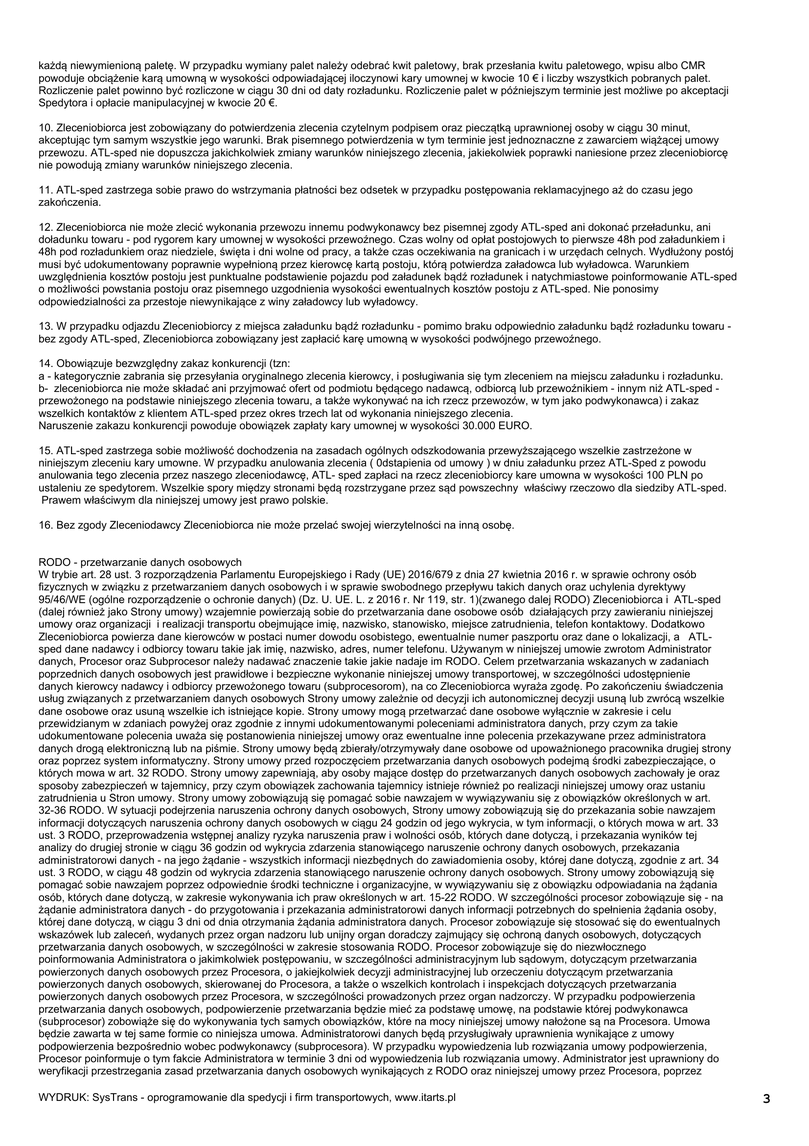 każdą niewymienioną paletę. W przypadku wymiany palet należy odebrać kwit paletowy, brak przesłania kwitu paletowego, wpisu albo CMR
powoduje obciążenie karą umowną w wysokości odpowiadającej iloczynowi kary umownej w kwocie 10 € i liczby wszystkich pobranych palet.
Rozliczenie palet powinno być rozliczone w ciągu 30 dni od daty rozładunku. Rozliczenie palet w późniejszym terminie jest możliwe po akceptacji
Spedytora i opłacie manipulacyjnej w kwocie 20 €.
10. Zleceniobiorca jest zobowiązany do potwierdzenia zlecenia czytelnym podpisem oraz pieczątką uprawnionej osoby w ciągu 30 minut,
akceptując tym samym wszystkie jego warunki. Brak pisemnego potwierdzenia w tym terminie jest jednoznaczne z zawarciem wiążącej umowy
przewozu. ATL-sped nie dopuszcza jakichkolwiek zmiany warunków niniejszego zlecenia, jakiekolwiek poprawki naniesione przez zleceniobiorcę
nie powodują zmiany warunków niniejszego zlecenia.
11. ATL-sped zastrzega sobie prawo do wstrzymania płatności bez odsetek w przypadku postępowania reklamacyjnego aż do czasu jego
zakończenia.
12. Zleceniobiorca nie może zlecić wykonania przewozu innemu podwykonawcy bez pisemnej zgody ATL-sped ani dokonać przeładunku, ani
doładunku towaru - pod rygorem kary umownej w wysokości przewoźnego. Czas wolny od opłat postojowych to pierwsze 48h pod załadunkiem i
48h pod rozładunkiem oraz niedziele, święta i dni wolne od pracy, a także czas oczekiwania na granicach i w urzędach celnych. Wydłużony postój
musi być udokumentowany poprawnie wypełnioną przez kierowcę kartą postoju, którą potwierdza załadowca lub wyładowca. Warunkiem
uwzględnienia kosztów postoju jest punktualne podstawienie pojazdu pod załadunek bądź rozładunek i natychmiastowe poinformowanie ATL-sped
o możliwości powstania postoju oraz pisemnego uzgodnienia wysokości ewentualnych kosztów postoju z ATL-sped. Nie ponosimy
odpowiedzialności za przestoje niewynikające z winy załadowcy lub wyładowcy.
13. W przypadku odjazdu Zleceniobiorcy z miejsca załadunku bądź rozładunku - pomimo braku odpowiednio załadunku bądź rozładunku towaru -
bez zgody ATL-sped, Zleceniobiorca zobowiązany jest zapłacić karę umowną w wysokości podwójnego przewoźnego.
14. Obowiązuje bezwzględny zakaz konkurencji (tzn:
a - kategorycznie zabrania się przesyłania oryginalnego zlecenia kierowcy, i posługiwania się tym zleceniem na miejscu załadunku i rozładunku.
b-  zleceniobiorca nie może składać ani przyjmować ofert od podmiotu będącego nadawcą, odbiorcą lub przewoźnikiem - innym niż ATL-sped -
przewożonego na podstawie niniejszego zlecenia towaru, a także wykonywać na ich rzecz przewozów, w tym jako podwykonawca) i zakaz
wszelkich kontaktów z klientem ATL-sped przez okres trzech lat od wykonania niniejszego zlecenia.
Naruszenie zakazu konkurencji powoduje obowiązek zapłaty kary umownej w wysokości 30.000 EURO.
15. ATL-sped zastrzega sobie możliwość dochodzenia na zasadach ogólnych odszkodowania przewyższającego wszelkie zastrzeżone w
niniejszym zleceniu kary umowne. W przypadku anulowania zlecenia ( 0dstąpienia od umowy ) w dniu załadunku przez ATL-Sped z powodu
anulowania tego zlecenia przez naszego zleceniodawcę, ATL- sped zapłaci na rzecz zleceniobiorcy kare umowna w wysokości 100 PLN po
ustaleniu ze spedytorem. Wszelkie spory między stronami będą rozstrzygane przez sąd powszechny  właściwy rzeczowo dla siedziby ATL-sped.
 Prawem właściwym dla niniejszej umowy jest prawo polskie.
16. Bez zgody Zleceniodawcy Zleceniobiorca nie może przelać swojej wierzytelności na inną osobę.
RODO - przetwarzanie danych osobowych
W trybie art. 28 ust. 3 rozporządzenia Parlamentu Europejskiego i Rady (UE) 2016/679 z dnia 27 kwietnia 2016 r. w sprawie ochrony osób
fizycznych w związku z przetwarzaniem danych osobowych i w sprawie swobodnego przepływu takich danych oraz uchylenia dyrektywy
95/46/WE (ogólne rozporządzenie o ochronie danych) (Dz. U. UE. L. z 2016 r. Nr 119, str. 1)(zwanego dalej RODO) Zleceniobiorca i  ATL-sped
(dalej również jako Strony umowy) wzajemnie powierzają sobie do przetwarzania dane osobowe osób  działających przy zawieraniu niniejszej
umowy oraz organizacji  i realizacji transportu obejmujące imię, nazwisko, stanowisko, miejsce zatrudnienia, telefon kontaktowy. Dodatkowo
Zleceniobiorca powierza dane kierowców w postaci numer dowodu osobistego, ewentualnie numer paszportu oraz dane o lokalizacji, a   ATL-
sped dane nadawcy i odbiorcy towaru takie jak imię, nazwisko, adres, numer telefonu. Używanym w niniejszej umowie zwrotom Administrator
danych, Procesor oraz Subprocesor należy nadawać znaczenie takie jakie nadaje im RODO. Celem przetwarzania wskazanych w zadaniach
poprzednich danych osobowych jest prawidłowe i bezpieczne wykonanie niniejszej umowy transportowej, w szczególności udostępnienie
danych kierowcy nadawcy i odbiorcy przewożonego towaru (subprocesorom), na co Zleceniobiorca wyraża zgodę. Po zakończeniu świadczenia
usług związanych z przetwarzaniem danych osobowych Strony umowy zależnie od decyzji ich autonomicznej decyzji usuną lub zwrócą wszelkie
dane osobowe oraz usuną wszelkie ich istniejące kopie. Strony umowy mogą przetwarzać dane osobowe wyłącznie w zakresie i celu
przewidzianym w zdaniach powyżej oraz zgodnie z innymi udokumentowanymi poleceniami administratora danych, przy czym za takie
udokumentowane polecenia uważa się postanowienia niniejszej umowy oraz ewentualne inne polecenia przekazywane przez administratora
danych drogą elektroniczną lub na piśmie. Strony umowy będą zbierały/otrzymywały dane osobowe od upoważnionego pracownika drugiej strony
oraz poprzez system informatyczny. Strony umowy przed rozpoczęciem przetwarzania danych osobowych podejmą środki zabezpieczające, o
których mowa w art. 32 RODO. Strony umowy zapewniają, aby osoby mające dostęp do przetwarzanych danych osobowych zachowały je oraz
sposoby zabezpieczeń w tajemnicy, przy czym obowiązek zachowania tajemnicy istnieje również po realizacji niniejszej umowy oraz ustaniu
zatrudnienia u Stron umowy. Strony umowy zobowiązują się pomagać sobie nawzajem w wywiązywaniu się z obowiązków określonych w art.
32-36 RODO. W sytuacji podejrzenia naruszenia ochrony danych osobowych, Strony umowy zobowiązują się do przekazania sobie nawzajem
informacji dotyczących naruszenia ochrony danych osobowych w ciągu 24 godzin od jego wykrycia, w tym informacji, o których mowa w art. 33
ust. 3 RODO, przeprowadzenia wstępnej analizy ryzyka naruszenia praw i wolności osób, których dane dotyczą, i przekazania wyników tej
analizy do drugiej stronie w ciągu 36 godzin od wykrycia zdarzenia stanowiącego naruszenie ochrony danych osobowych, przekazania
administratorowi danych - na jego żądanie - wszystkich informacji niezbędnych do zawiadomienia osoby, której dane dotyczą, zgodnie z art. 34
ust. 3 RODO, w ciągu 48 godzin od wykrycia zdarzenia stanowiącego naruszenie ochrony danych osobowych. Strony umowy zobowiązują się
pomagać sobie nawzajem poprzez odpowiednie środki techniczne i organizacyjne, w wywiązywaniu się z obowiązku odpowiadania na żądania
osób, których dane dotyczą, w zakresie wykonywania ich praw określonych w art. 15-22 RODO. W szczególności procesor zobowiązuje się - na
żądanie administratora danych - do przygotowania i przekazania administratorowi danych informacji potrzebnych do spełnienia żądania osoby,
której dane dotyczą, w ciągu 3 dni od dnia otrzymania żądania administratora danych. Procesor zobowiązuje się stosować się do ewentualnych
wskazówek lub zaleceń, wydanych przez organ nadzoru lub unijny organ doradczy zajmujący się ochroną danych osobowych, dotyczących
przetwarzania danych osobowych, w szczególności w zakresie stosowania RODO. Procesor zobowiązuje się do niezwłocznego
poinformowania Administratora o jakimkolwiek postępowaniu, w szczególności administracyjnym lub sądowym, dotyczącym przetwarzania
powierzonych danych osobowych przez Procesora, o jakiejkolwiek decyzji administracyjnej lub orzeczeniu dotyczącym przetwarzania
powierzonych danych osobowych, skierowanej do Procesora, a także o wszelkich kontrolach i inspekcjach dotyczących przetwarzania
powierzonych danych osobowych przez Procesora, w szczególności prowadzonych przez organ nadzorczy. W przypadku podpowierzenia
przetwarzania danych osobowych, podpowierzenie przetwarzania będzie mieć za podstawę umowę, na podstawie której podwykonawca
(subprocesor) zobowiąże się do wykonywania tych samych obowiązków, które na mocy niniejszej umowy nałożone są na Procesora. Umowa
będzie zawarta w tej same formie co niniejsza umowa. Administratorowi danych będą przysługiwały uprawnienia wynikające z umowy
podpowierzenia bezpośrednio wobec podwykonawcy (subprocesora). W przypadku wypowiedzenia lub rozwiązania umowy podpowierzenia,
Procesor poinformuje o tym fakcie Administratora w terminie 3 dni od wypowiedzenia lub rozwiązania umowy. Administrator jest uprawniony do
weryfikacji przestrzegania zasad przetwarzania danych osobowych wynikających z RODO oraz niniejszej umowy przez Procesora, poprzez
WYDRUK: SysTrans - oprogramowanie dla spedycji i firm transportowych, www.itarts.pl
3